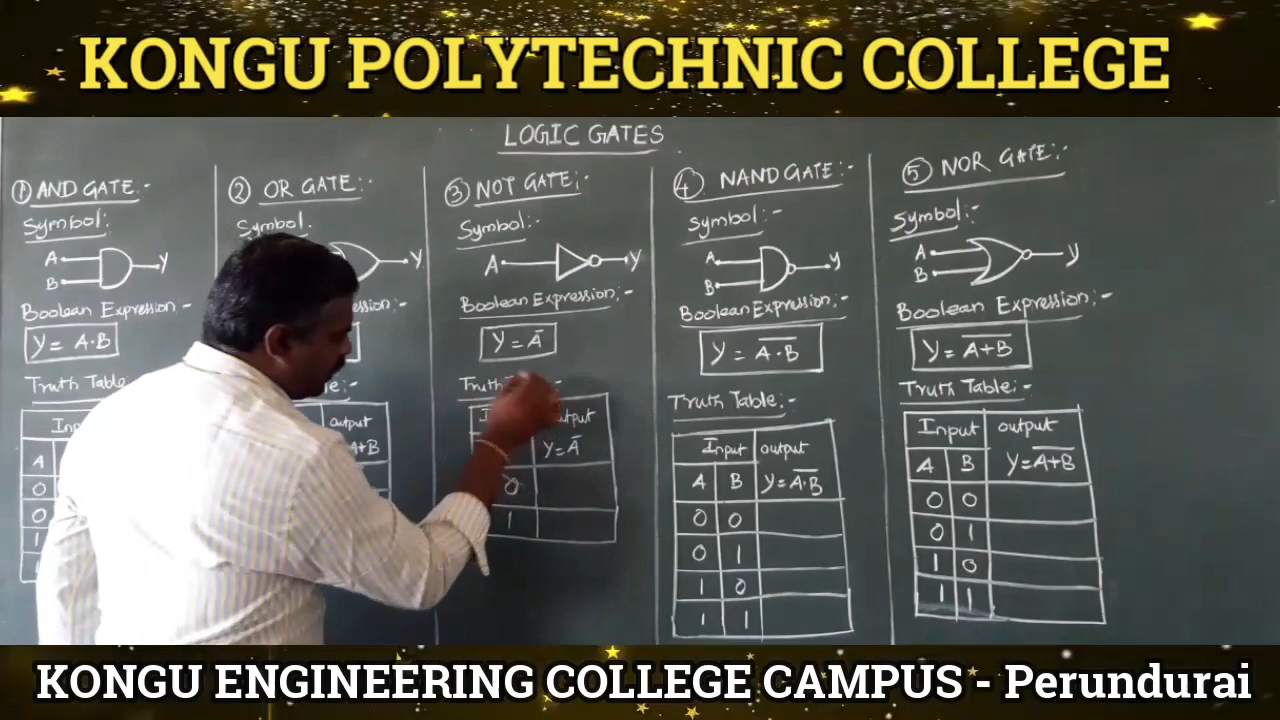 KONGU POLYTECHNIC COLLEGE
LOGIC GATES
① AND GATE:-
Symbol:
A
B
Y
Boolean Expression -
Y = A·B
Truth Table
A
0
0
1
② OR GATE:-
Symbol.
Y
Y
output
A+B
③ NOT GATE:-
Symbol:-
A
Y
Boolean Expression:-
Y = A̅
output
Y = A̅
0
1
④ NAND GATE:-
Symbol:-
A
B
Y
Boolean Expression:-
Y = A̅·̅B̅
Truth Table:-
Input output
A B Y = A̅·̅B̅
0 0
0 1
1 0
1 1
⑤ NOR GATE:-
Symbol:-
A
B
Y
Boolean Expression:-
Y = A̅+̅B̅
Truth Table:-
Input output
A B Y = A̅+̅B̅
0 0
0 1
1 0
1 1
KONGU ENGINEERING COLLEGE CAMPUS - Perundurai